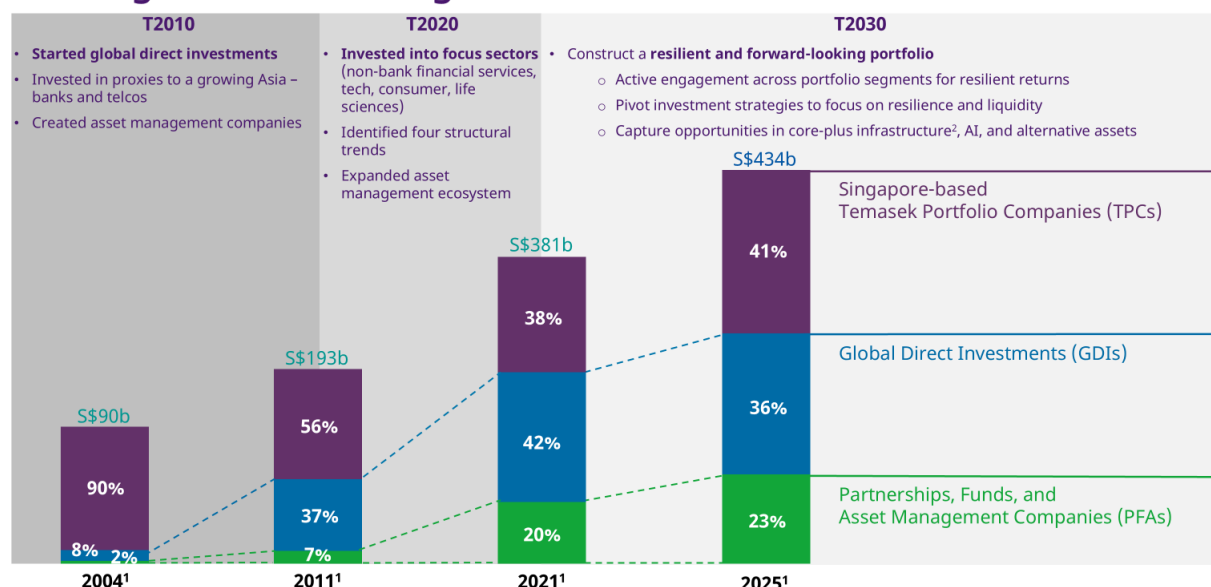 T2010
• Started global direct investments
• Invested in proxies to a growing Asia –
banks and telcos
• Created asset management companies
T2020
• Invested into focus sectors
(non-bank financial services,
tech, consumer, life
sciences)
• Identified four structural
trends
• Expanded asset
management ecosystem
T2030
• Construct a resilient and forward-looking portfolio
○ Active engagement across portfolio segments for resilient returns
○ Pivot investment strategies to focus on resilience and liquidity
○ Capture opportunities in core-plus infrastructure², AI, and alternative assets
S$90b
90%
8%
2%
2004¹
S$193b
56%
37%
7%
2011¹
S$381b
38%
42%
20%
2021¹
S$434b
41%
36%
23%
2025¹
Singapore-based
Temasek Portfolio Companies (TPCs)
Global Direct Investments (GDIs)
Partnerships, Funds, and
Asset Management Companies (PFAs)